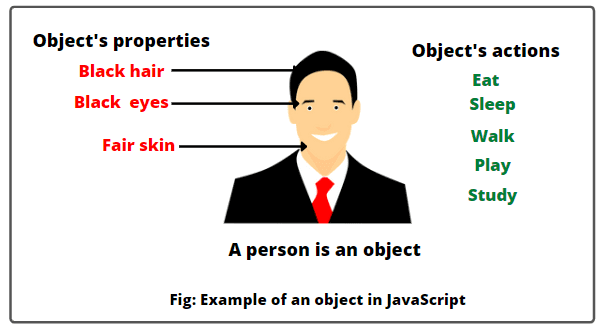 Object's properties
Black hair
Black eyes
Fair skin
Object's actions
Eat
Sleep
Walk
Play
Study
A person is an object
Fig: Example of an object in JavaScript